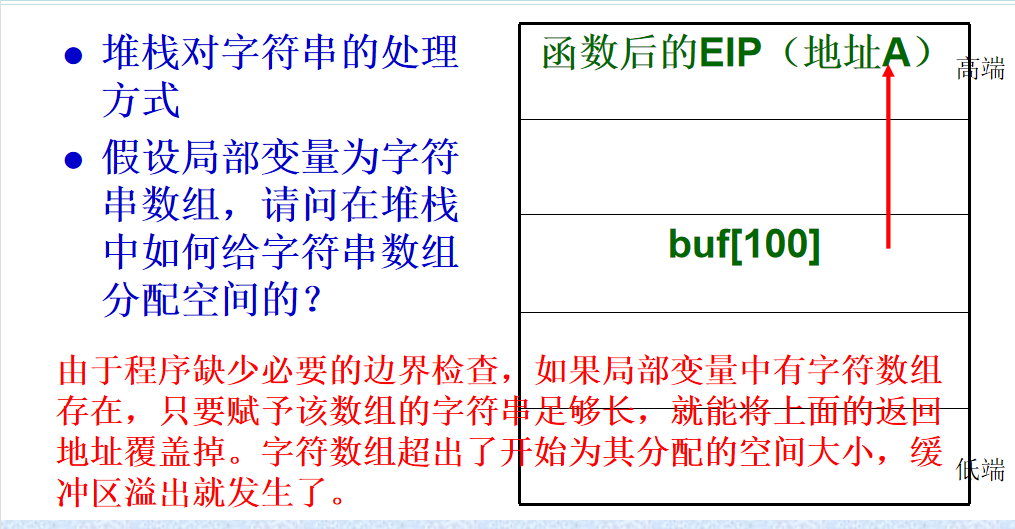 ● 堆栈对字符串的处理
方式
● 假设局部变量为字符
串数组，请问在堆栈
中如何给字符串数组
分配空间的？
函数后的EIP（地址A）
高端
buf[100]
由于程序缺少必要的边界检查，如果局部变量中有字符数组
存在，只要赋予该数组的字符串足够长，就能将上面的返回
地址覆盖掉。字符数组超出了开始为其分配的空间大小，缓
冲区溢出就发生了。
低端